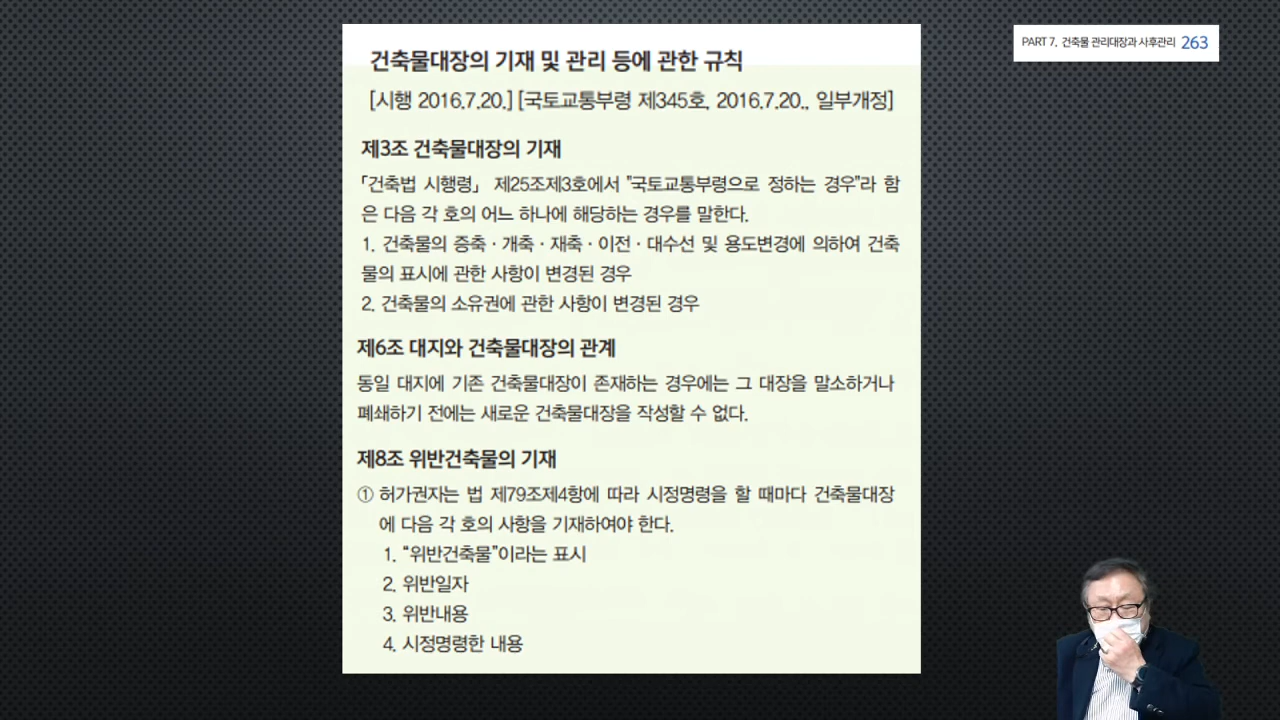 PART 7. 건축물 관리대장과 사후관리 263
건축물대장의 기재 및 관리 등에 관한 규칙
[시행 2016.7.20.] [국토교통부령 제345호, 2016.7.20., 일부개정]
제3조 건축물대장의 기재
「건축법 시행령」 제25조제3호에서 "국토교통부령으로 정하는 경우"라 함
은 다음 각 호의 어느 하나에 해당하는 경우를 말한다.
1. 건축물의 증축·개축·재축·이전·대수선 및 용도변경에 의하여 건축
물의 표시에 관한 사항이 변경된 경우
2. 건축물의 소유권에 관한 사항이 변경된 경우
제6조 대지와 건축물대장의 관계
동일 대지에 기존 건축물대장이 존재하는 경우에는 그 대장을 말소하거나
폐쇄하기 전에는 새로운 건축물대장을 작성할 수 없다.
제8조 위반건축물의 기재
① 허가권자는 법 제79조제4항에 따라 시정명령을 할 때마다 건축물대장
에 다음 각 호의 사항을 기재하여야 한다.
1. “위반건축물”이라는 표시
2. 위반일자
3. 위반내용
4. 시정명령한 내용